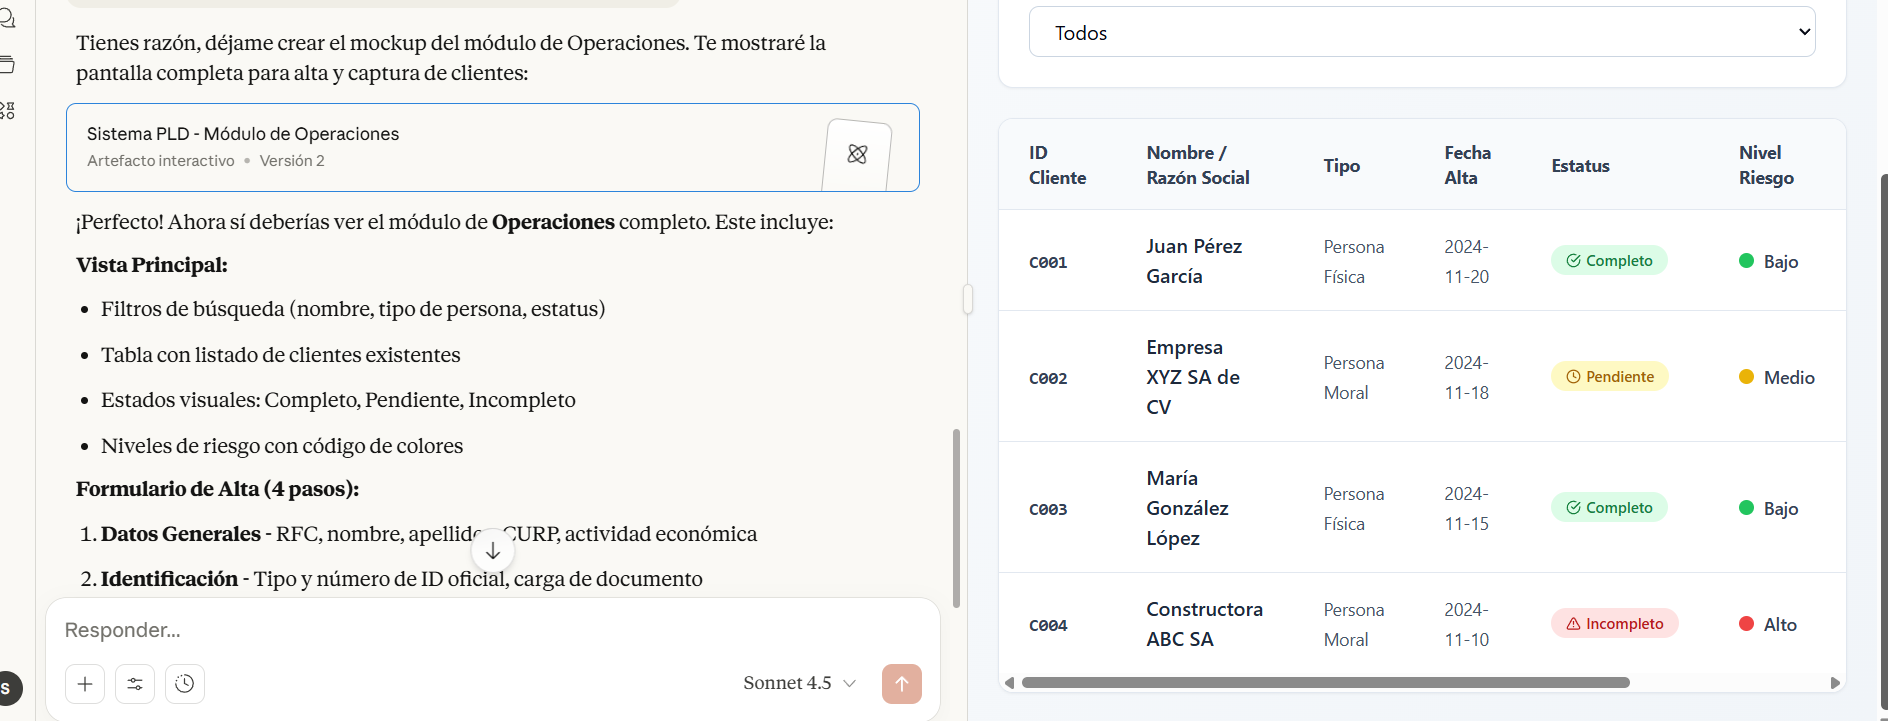 Tienes razón, déjame crear el mockup del módulo de Operaciones. Te mostraré la
pantalla completa para alta y captura de clientes:
Sistema PLD - Módulo de Operaciones
Artefacto interactivo • Versión 2
¡Perfecto! Ahora sí deberías ver el módulo de Operaciones completo. Este incluye:
Vista Principal:
• Filtros de búsqueda (nombre, tipo de persona, estatus)
• Tabla con listado de clientes existentes
• Estados visuales: Completo, Pendiente, Incompleto
• Niveles de riesgo con código de colores
Formulario de Alta (4 pasos):
1. Datos Generales - RFC, nombre, CURP, actividad económica
2. Identificación - Tipo y número de ID oficial, carga de documento
Responder...
Sonnet 4.5
S
Todos
ID Cliente Nombre / Razón Social Tipo Fecha Alta Estatus Nivel Riesgo
C001 Juan Pérez García Persona Física 2024-11-20 Completo Bajo
C002 Empresa XYZ SA de CV Persona Moral 2024-11-18 Pendiente Medio
C003 María González López Persona Física 2024-11-15 Completo Bajo
C004 Constructora ABC SA Persona Moral 2024-11-10 Incompleto Alto